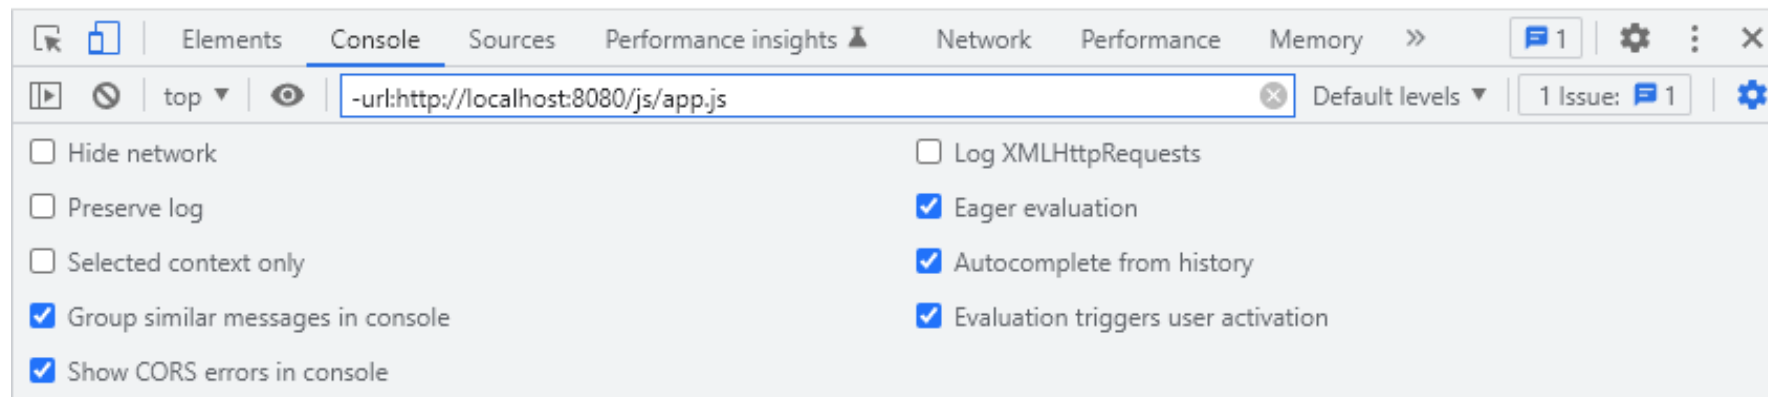 Elements Console Sources Performance insights Network Performance Memory 1
top -url:http://localhost:8080/js/app.js Default levels 1 Issue: 1
Hide network Log XMLHttpRequests
Preserve log Eager evaluation
Selected context only Autocomplete from history
Group similar messages in console Evaluation triggers user activation
Show CORS errors in console